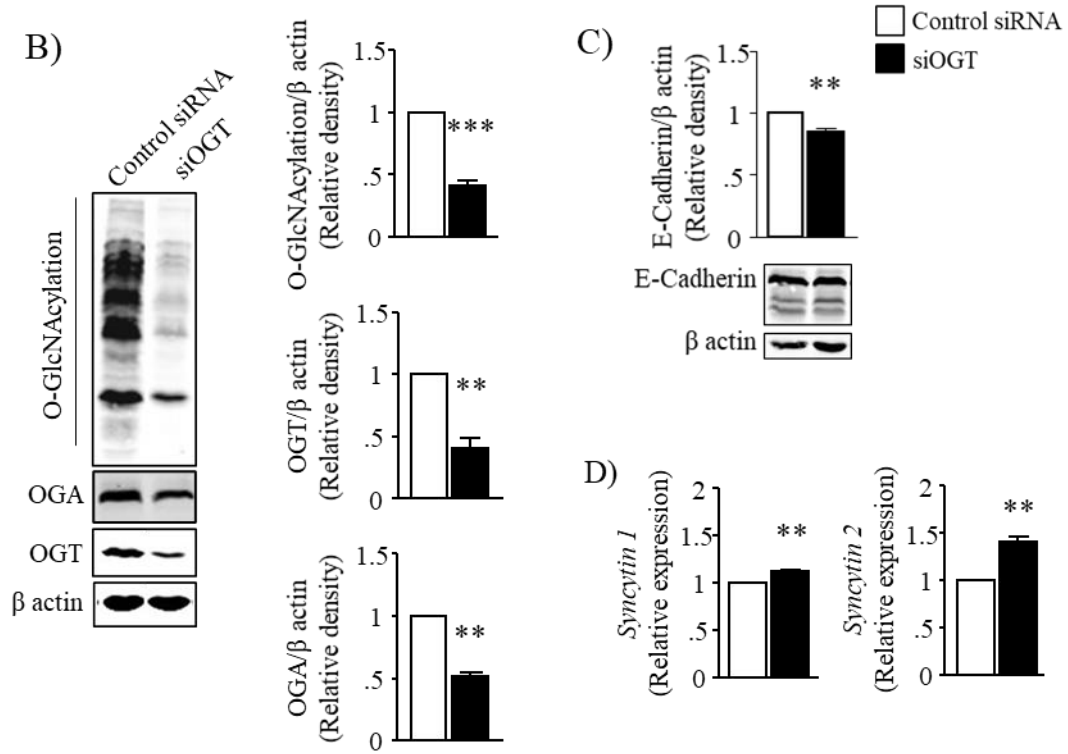 B)
Control siRNA
siOGT
O-GlcNAcylation
OGA
OGT
β actin
O-GlcNAcylation/β actin
(Relative density)
1.5
1
.5
0
***
OGT/β actin
(Relative density)
1.5
1
.5
0
**
OGA/β actin
(Relative density)
1.5
1
.5
0
**
C)
Control siRNA
siOGT
E-Cadherin/β actin
(Relative density)
1.5
1
.5
0
**
E-Cadherin
β actin
D)
Syncytin 1
(Relative expression)
2
1.5
1
.5
0
**
Syncytin 2
(Relative expression)
2
1.5
1
.5
0
**